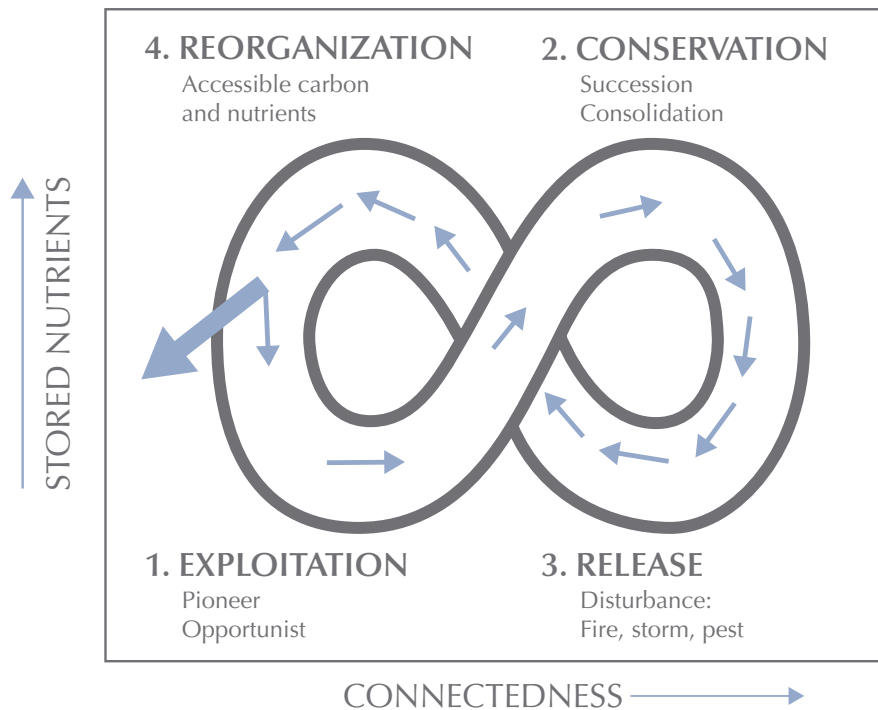 4. REORGANIZATION
Accessible carbon
and nutrients
2. CONSERVATION
Succession
Consolidation
STORED NUTRIENTS
1. EXPLOITATION
Pioneer
Opportunist
3. RELEASE
Disturbance:
Fire, storm, pest
CONNECTEDNESS